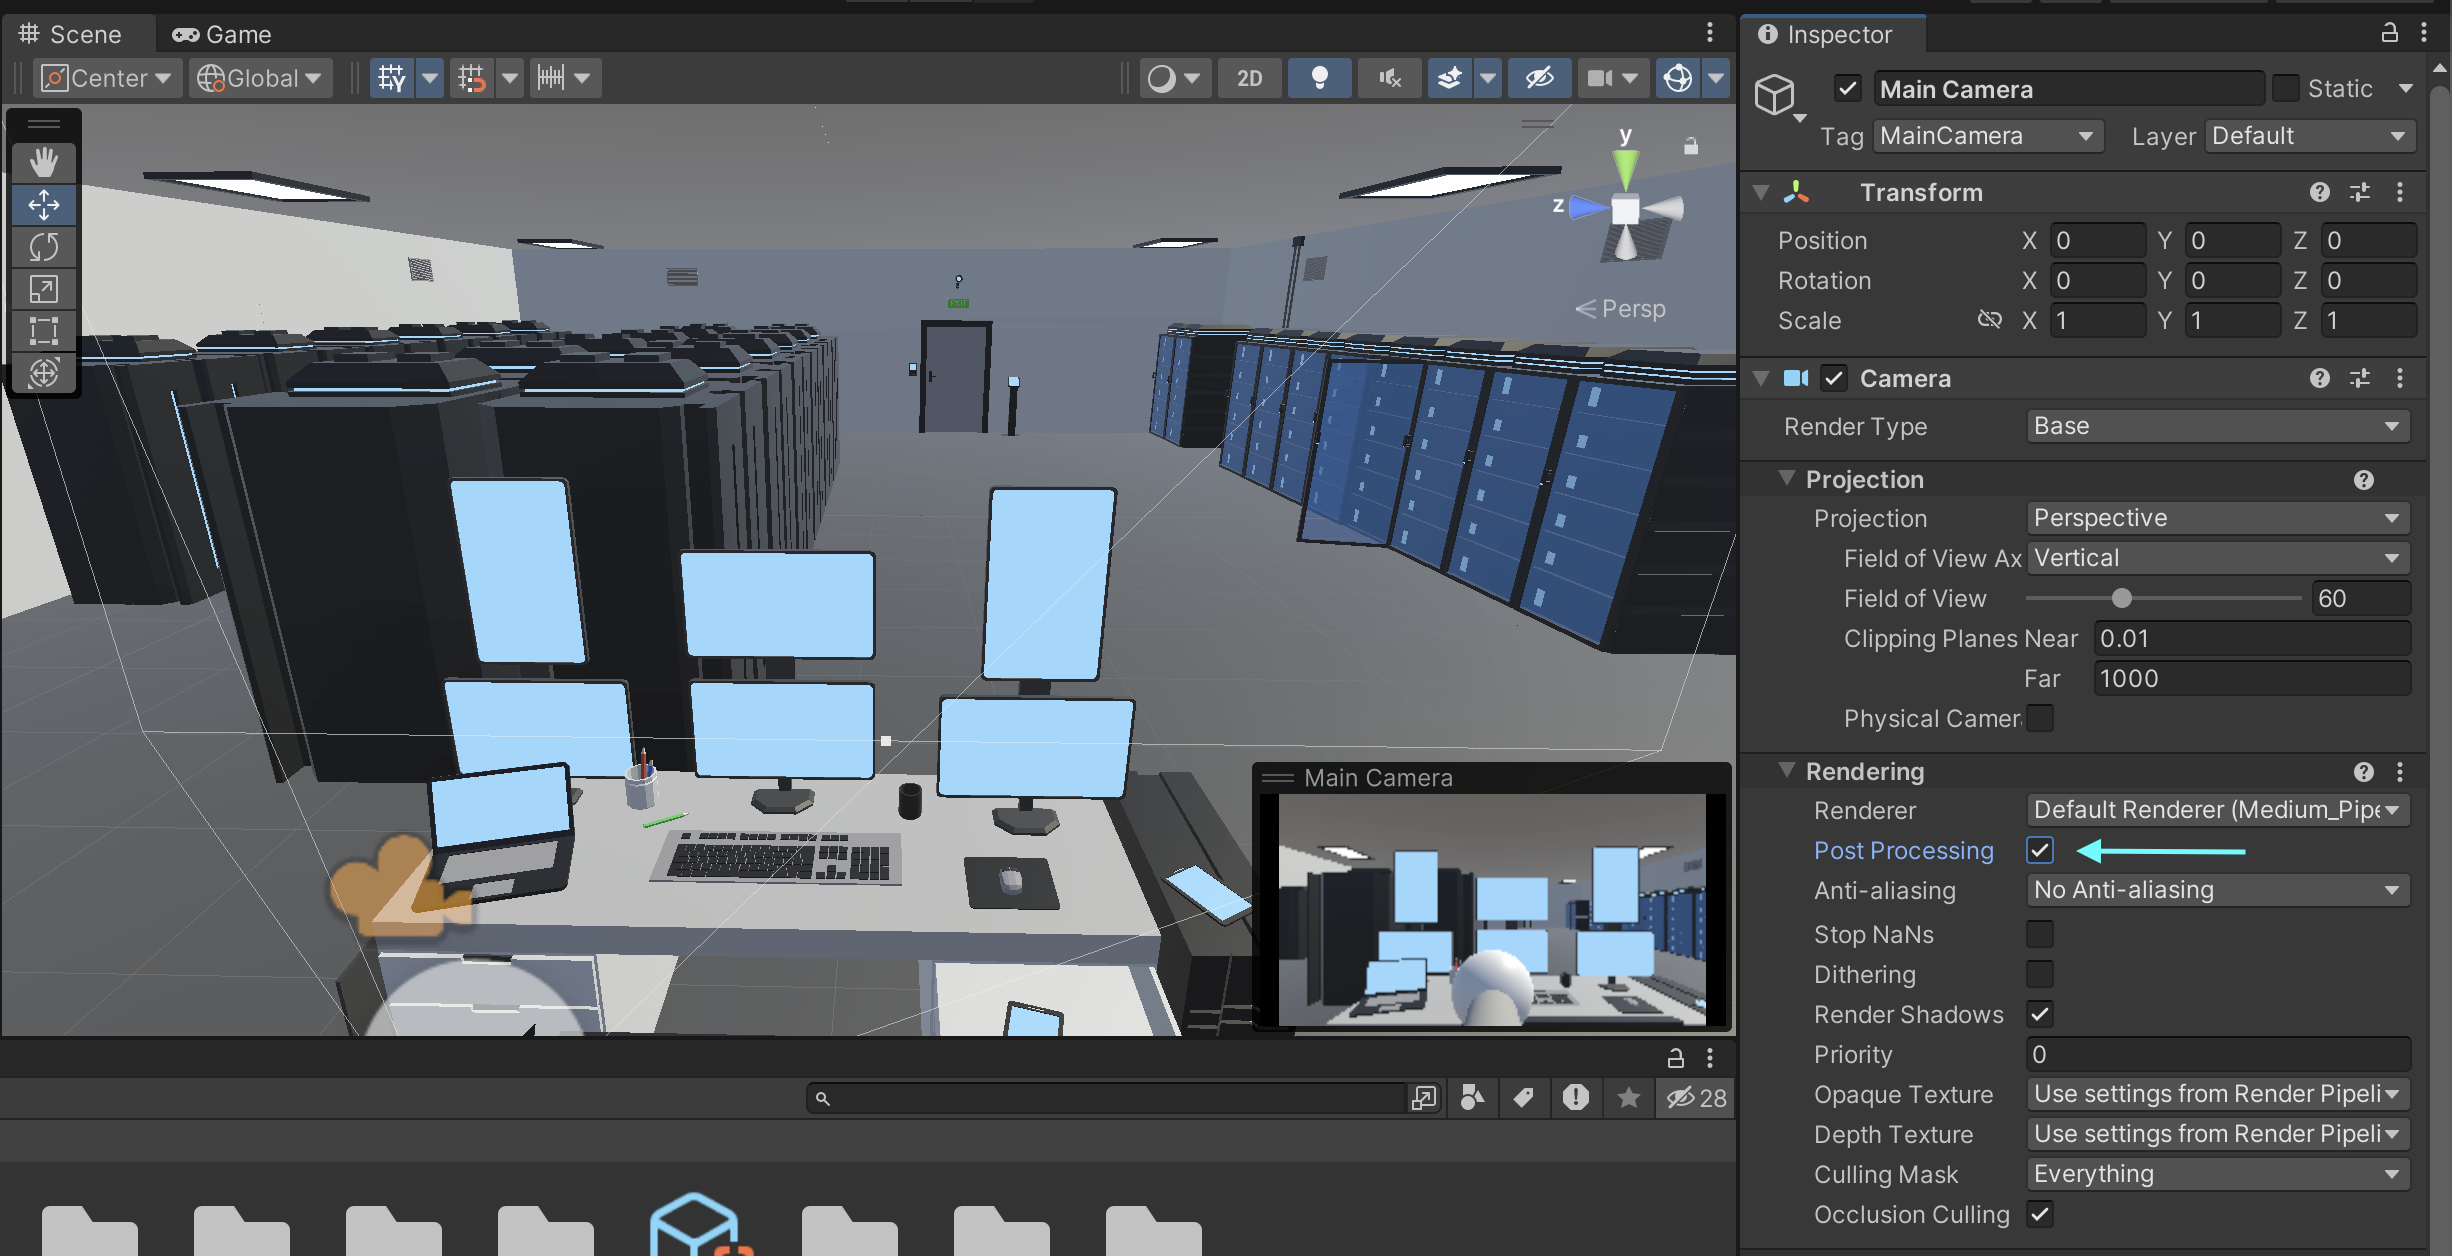 Scene
Game
Center
Global
2D
y
z
Persp
EXIT
Main Camera
28
Inspector
Main Camera
Static
Tag
MainCamera
Layer
Default
Transform
Position X 0 Y 0 Z 0
Rotation X 0 Y 0 Z 0
Scale X 1 Y 1 Z 1
Camera
Render Type Base
Projection
Projection Perspective
Field of View Ax Vertical
Field of View 60
Clipping Planes Near 0.01
Far 1000
Physical Camer
Rendering
Renderer Default Renderer (Medium_Pipe
Post Processing
Anti-aliasing No Anti-aliasing
Stop NaNs
Dithering
Render Shadows
Priority 0
Opaque Texture Use settings from Render Pipeli
Depth Texture Use settings from Render Pipeli
Culling Mask Everything
Occlusion Culling